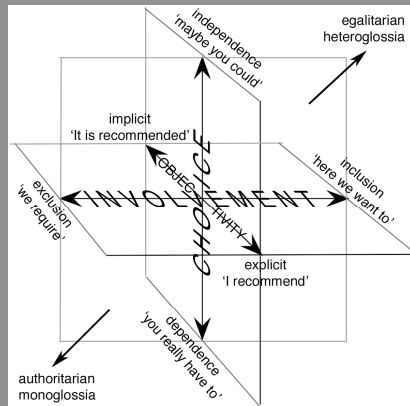 independence
‘maybe you could’
egalitarian
heteroglossia
implicit
‘It is recommended’
inclusion
‘here we want to’
exclusion
‘we require’
INVOLVEMENT
CHOICE
OBJECTIVITY
explicit
‘I recommend’
dependence
‘you really have to’
authoritarian
monoglossia